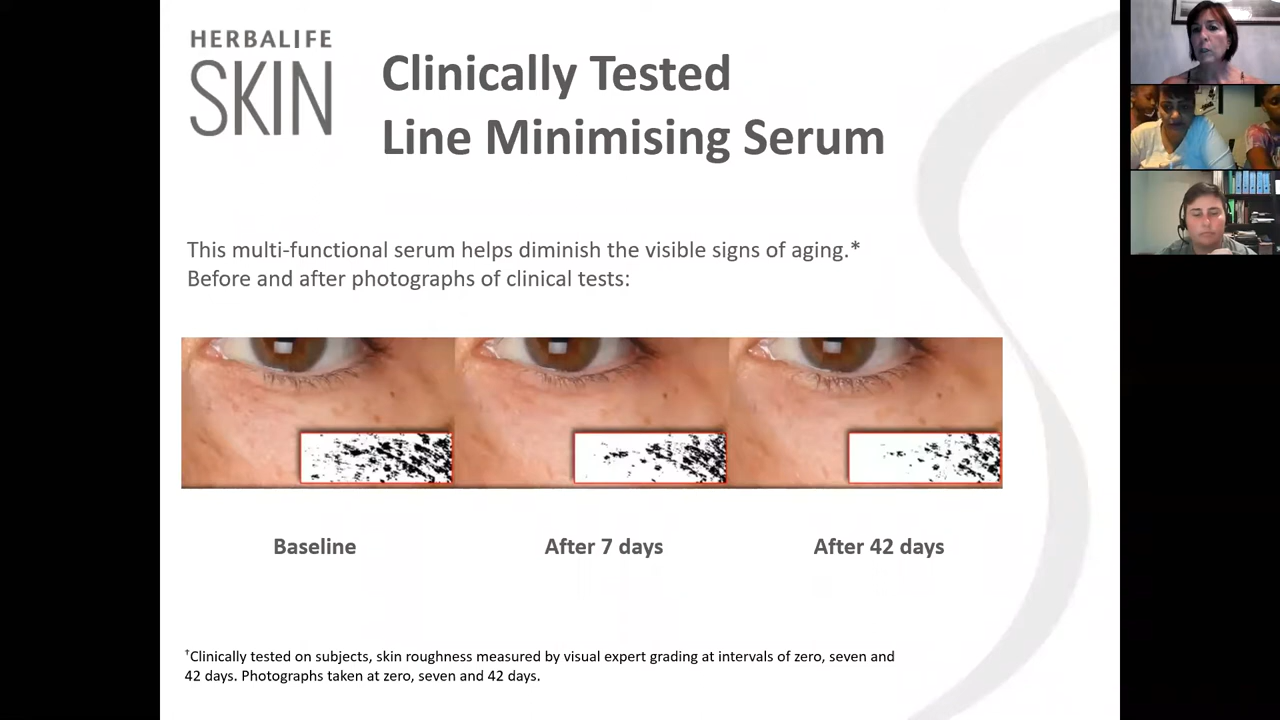 HERBALIFE
SKIN
Clinically Tested
Line Minimising Serum
This multi-functional serum helps diminish the visible signs of aging.*
Before and after photographs of clinical tests:
Baseline
After 7 days
After 42 days
†Clinically tested on subjects, skin roughness measured by visual expert grading at intervals of zero, seven and
42 days. Photographs taken at zero, seven and 42 days.